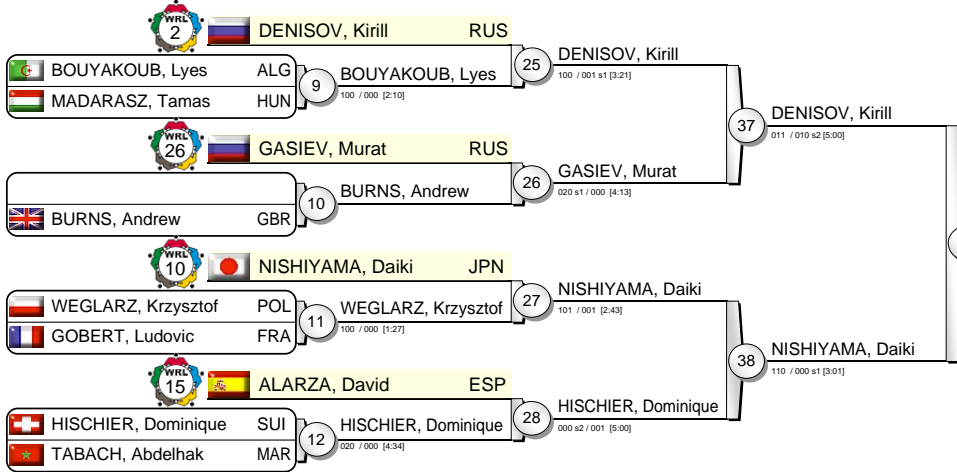 WRL
2
DENISOV, Kirill RUS
BOUYAKOUB, Lyes ALG
MADARASZ, Tamas HUN
9
BOUYAKOUB, Lyes
100 / 000 [2:10]
25
DENISOV, Kirill
100 / 001 s1 [3:21]
WRL
26
GASIEV, Murat RUS
BURNS, Andrew GBR
10
BURNS, Andrew
26
GASIEV, Murat
020 s1 / 000 [4:13]
37
DENISOV, Kirill
011 / 010 s2 [5:00]
WRL
10
NISHIYAMA, Daiki JPN
WEGLARZ, Krzysztof POL
GOBERT, Ludovic FRA
11
WEGLARZ, Krzysztof
100 / 000 [1:27]
27
NISHIYAMA, Daiki
101 / 001 [2:43]
WRL
15
ALARZA, David ESP
HISCHIER, Dominique SUI
TABACH, Abdelhak MAR
12
HISCHIER, Dominique
020 / 000 [4:34]
28
HISCHIER, Dominique
000 s2 / 001 [5:00]
38
NISHIYAMA, Daiki
110 / 000 s1 [3:01]